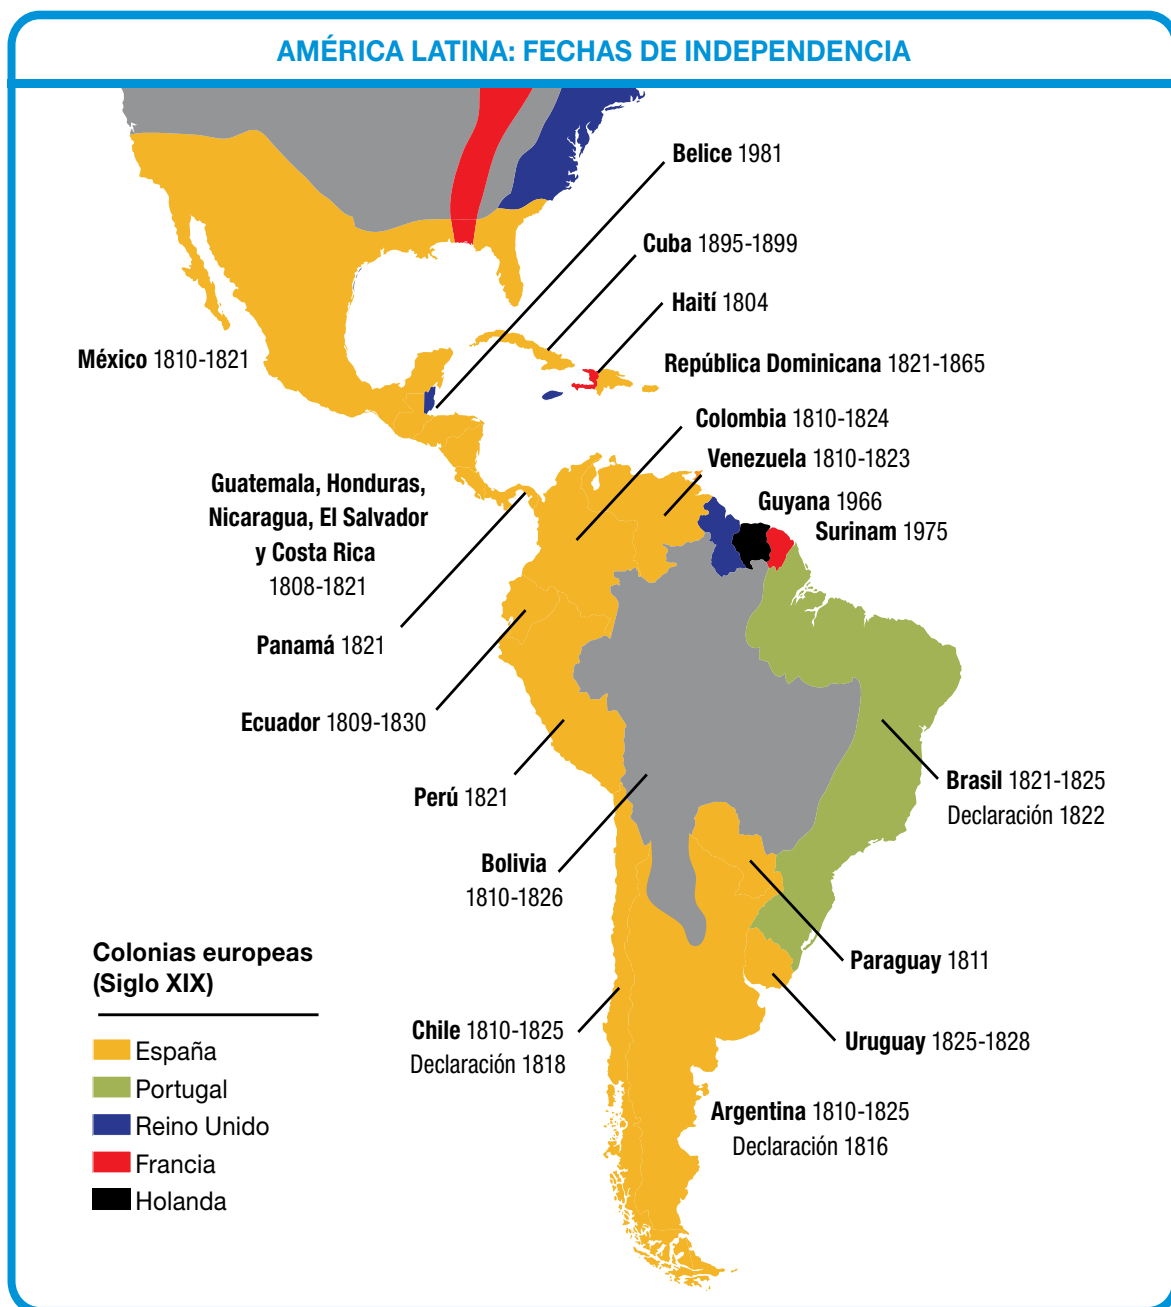 AMÉRICA LATINA: FECHAS DE INDEPENDENCIA
Belice 1981
Cuba 1895-1899
Haití 1804
México 1810-1821
República Dominicana 1821-1865
Colombia 1810-1824
Venezuela 1810-1823
Guatemala, Honduras,
Nicaragua, El Salvador
y Costa Rica
1808-1821
Guyana 1966
Surinam 1975
Panamá 1821
Ecuador 1809-1830
Perú 1821
Brasil 1821-1825
Declaración 1822
Bolivia
1810-1826
Paraguay 1811
Chile 1810-1825
Declaración 1818
Uruguay 1825-1828
Argentina 1810-1825
Declaración 1816
Colonias europeas
(Siglo XIX)
España
Portugal
Reino Unido
Francia
Holanda